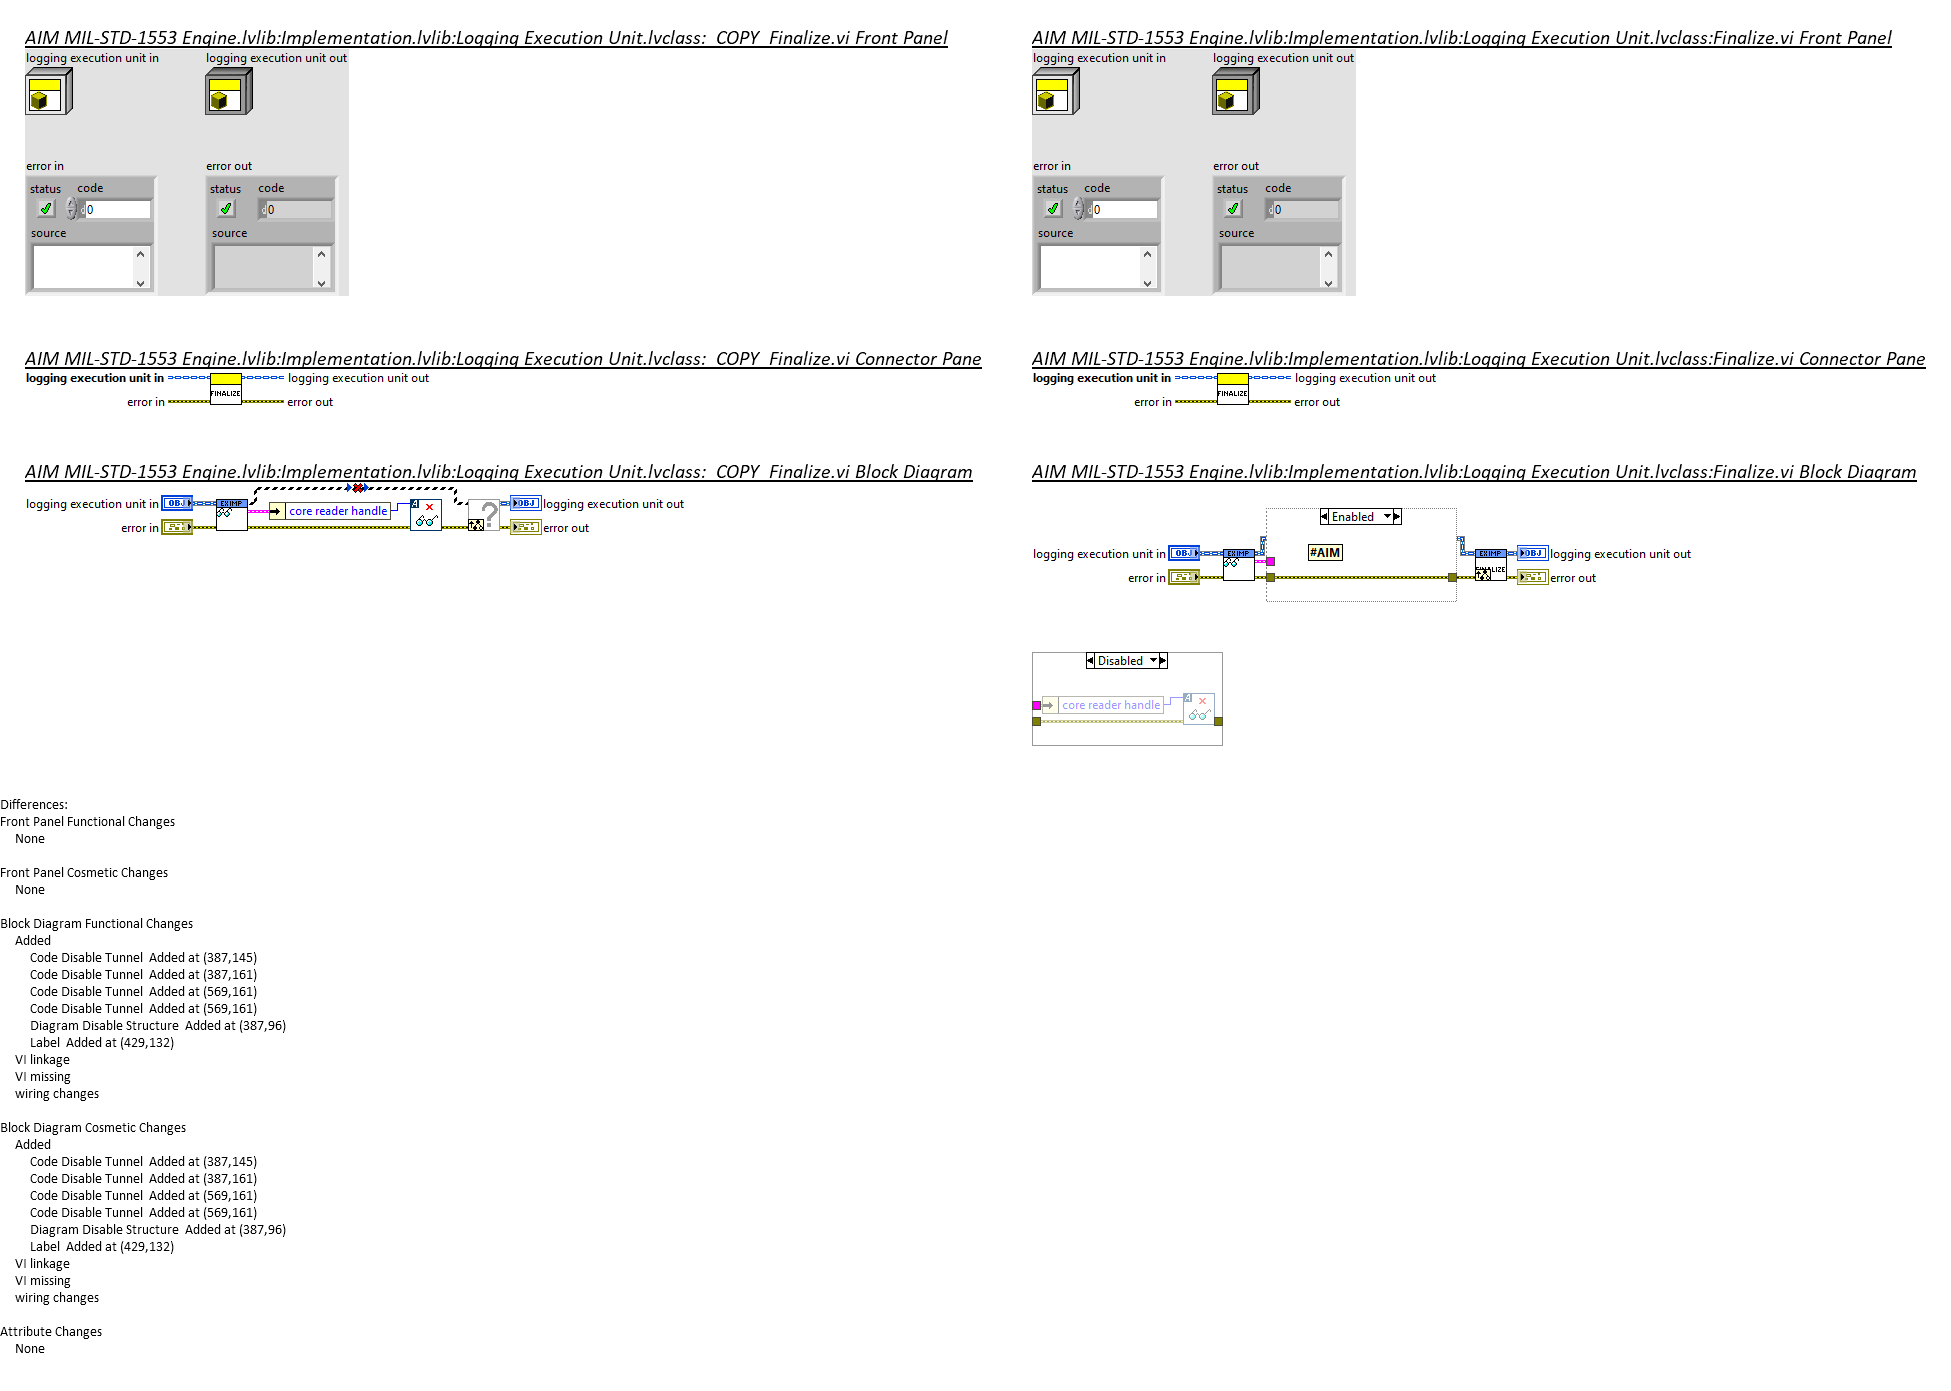 AIM MIL-STD-1553 Engine.lvlib:Implementation.lvlib:Logging Execution Unit.lvclass:_COPY_Finalize.vi Front Panel
logging execution unit in
logging execution unit out
error in
error out
status
code
d
0
source
status
code
d
0
source
AIM MIL-STD-1553 Engine.lvlib:Implementation.lvlib:Logging Execution Unit.lvclass:_COPY_Finalize.vi Connector Pane
logging execution unit in
logging execution unit out
FINALIZE
error in
error out
AIM MIL-STD-1553 Engine.lvlib:Implementation.lvlib:Logging Execution Unit.lvclass:_COPY_Finalize.vi Block Diagram
logging execution unit in
OBJ
EXIMP
core reader handle
?
OBJ
logging execution unit out
error in
error out
AIM MIL-STD-1553 Engine.lvlib:Implementation.lvlib:Logging Execution Unit.lvclass:Finalize.vi Front Panel
logging execution unit in
logging execution unit out
error in
error out
status
code
d
0
source
status
code
d
0
source
AIM MIL-STD-1553 Engine.lvlib:Implementation.lvlib:Logging Execution Unit.lvclass:Finalize.vi Connector Pane
logging execution unit in
logging execution unit out
FINALIZE
error in
error out
AIM MIL-STD-1553 Engine.lvlib:Implementation.lvlib:Logging Execution Unit.lvclass:Finalize.vi Block Diagram
Enabled
logging execution unit in
OBJ
EXIMP
#AIM
EXIMP
OBJ
logging execution unit out
error in
error out
Disabled
core reader handle
Differences:
Front Panel Functional Changes
None
Front Panel Cosmetic Changes
None
Block Diagram Functional Changes
Added
Code Disable Tunnel  Added at (387,145)
Code Disable Tunnel  Added at (387,161)
Code Disable Tunnel  Added at (569,161)
Code Disable Tunnel  Added at (569,161)
Diagram Disable Structure  Added at (387,96)
Label  Added at (429,132)
VI linkage
VI missing
wiring changes
Block Diagram Cosmetic Changes
Added
Code Disable Tunnel  Added at (387,145)
Code Disable Tunnel  Added at (387,161)
Code Disable Tunnel  Added at (569,161)
Code Disable Tunnel  Added at (569,161)
Diagram Disable Structure  Added at (387,96)
Label  Added at (429,132)
VI linkage
VI missing
wiring changes
Attribute Changes
None